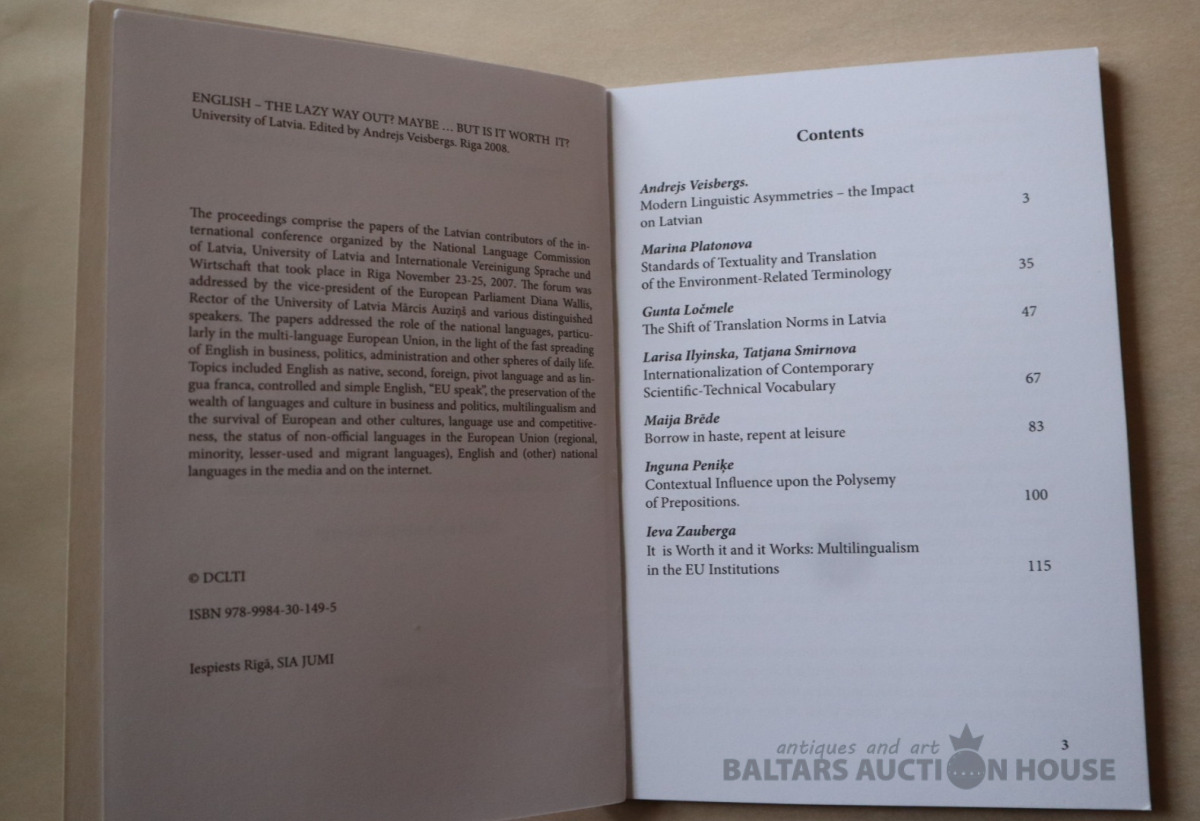 ENGLISH – THE LAZY WAY OUT? MAYBE … BUT IS IT WORTH IT?
University of Latvia. Edited by Andrejs Veisbergs. Riga 2008.
The proceedings comprise the papers of the Latvian contributors of the in-
ternational conference organized by the National Language Commission
of Latvia, University of Latvia and Internationale Vereinigung Sprache und
Wirtschaft that took place in Riga November 23-25, 2007. The forum was
addressed by the vice-president of the European Parliament Diana Wallis,
Rector of the University of Latvia Mārcis Auziņš and various distinguished
speakers. The papers addressed the role of the national languages, particu-
larly in the multi-language European Union, in the light of the fast spreading
of English in business, politics, administration and other spheres of daily life.
Topics included English as native, second, foreign, pivot language and as lin-
gua franca, controlled and simple English, "EU speak", the preservation of the
wealth of languages and culture in business and politics, multilingualism and
the survival of European and other cultures, language use and competitive-
ness, the status of non-official languages in the European Union (regional,
minority, lesser-used and migrant languages), English and (other) national
languages in the media and on the internet.
© DCLTI
ISBN 978-9984-30-149-5
Iespiests Rīgā, SIA JUMI
Contents
Andrejs Veisbergs.
Modern Linguistic Asymmetries – the Impact
on Latvian 3
Marina Platonova
Standards of Textuality and Translation
of the Environment-Related Terminology 35
Gunta Ločmele
The Shift of Translation Norms in Latvia 47
Larisa Ilyinska, Tatjana Smirnova
Internationalization of Contemporary
Scientific-Technical Vocabulary 67
Maija Brēde
Borrow in haste, repent at leisure 83
Inguna Peniķe
Contextual Influence upon the Polysemy
of Prepositions. 100
Ieva Zauberga
It is Worth it and it Works: Multilingualism
in the EU Institutions 115
3
antiques and art
BALTARS AUCTION HOUSE